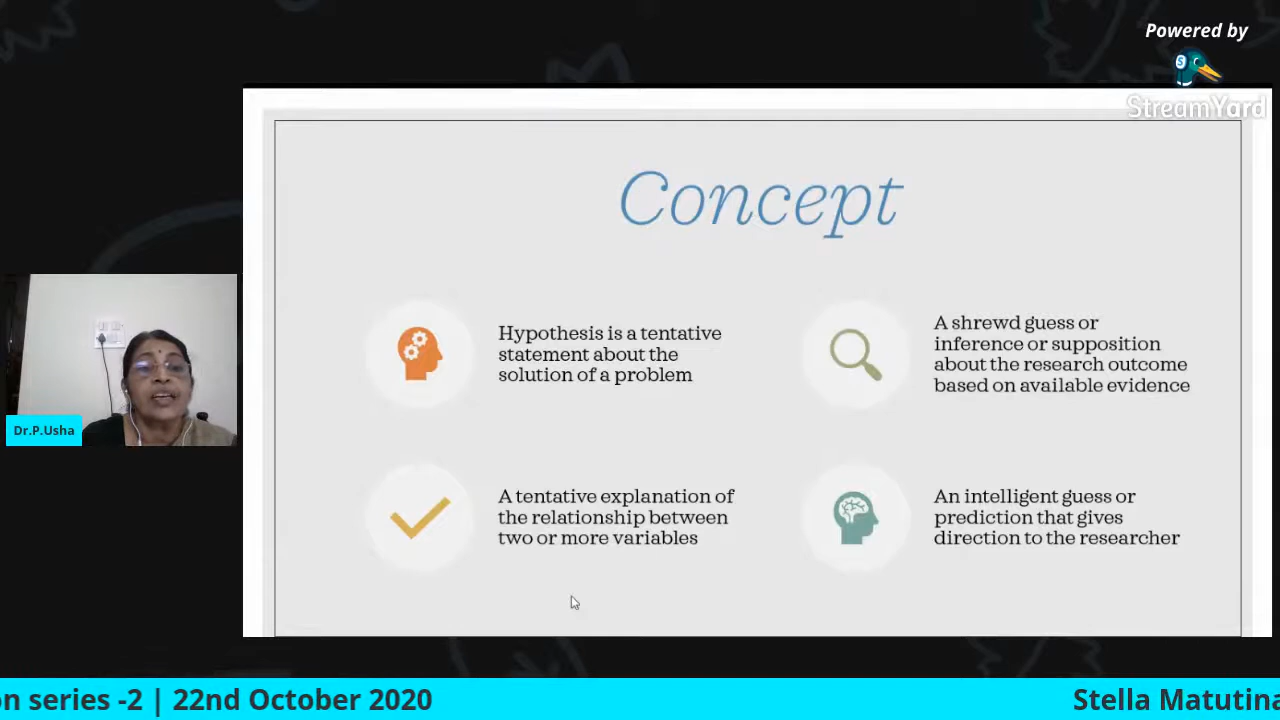 Powered by
StreamYard
Concept
Hypothesis is a tentative
statement about the
solution of a problem
A shrewd guess or
inference or supposition
about the research outcome
based on available evidence
A tentative explanation of
the relationship between
two or more variables
An intelligent guess or
prediction that gives
direction to the researcher
Dr.P.Usha
on series -2 | 22nd October 2020
Stella Matutina